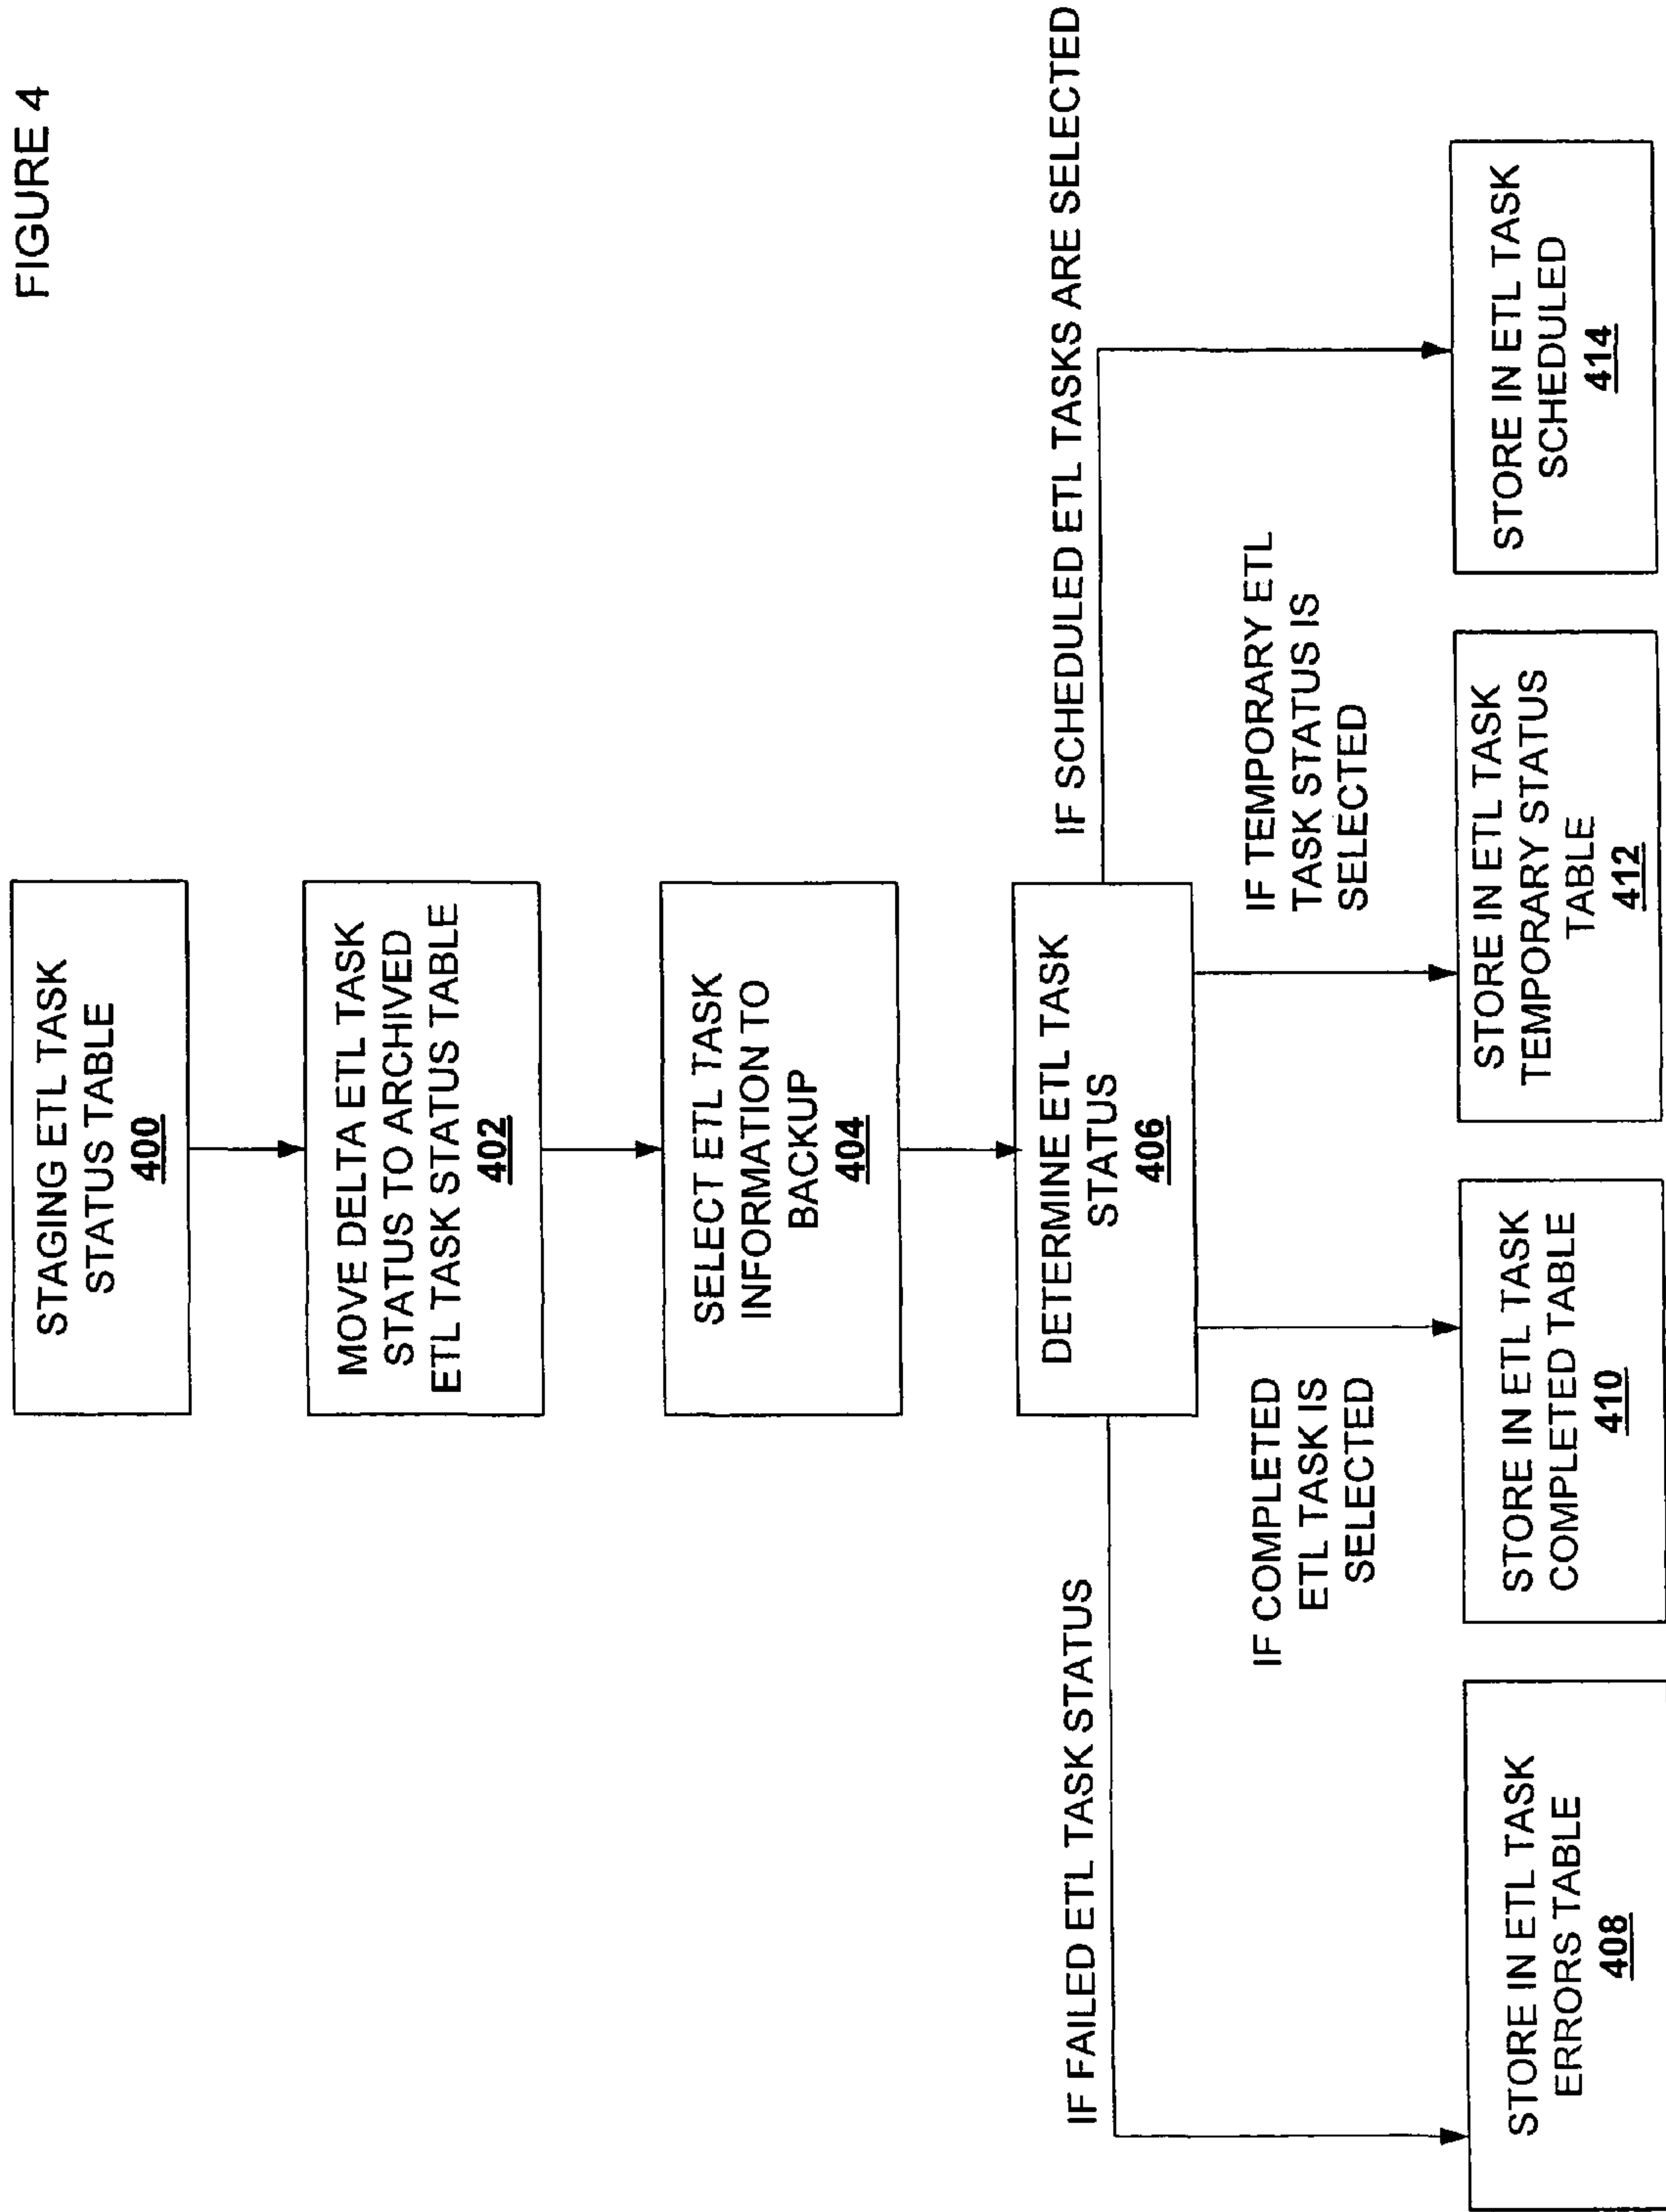 FIGURE 4
STAGING ETL TASK
STATUS TABLE
400
MOVE DELTA ETL TASK
STATUS TO ARCHIVED
ETL TASK STATUS TABLE
402
SELECT ETL TASK
INFORMATION TO
BACKUP
404
DETERMINE ETL TASK
STATUS
406
IF FAILED ETL TASK STATUS
IF SCHEDULED ETL TASKS ARE SELECTED
IF COMPLETED
ETL TASK IS
SELECTED
IF TEMPORARY ETL
TASK STATUS IS
SELECTED
STORE IN ETL TASK
ERRORS TABLE
408
STORE IN ETL TASK
COMPLETED TABLE
410
STORE IN ETL TASK
TEMPORARY STATUS
TABLE
412
STORE IN ETL TASK
SCHEDULED
414